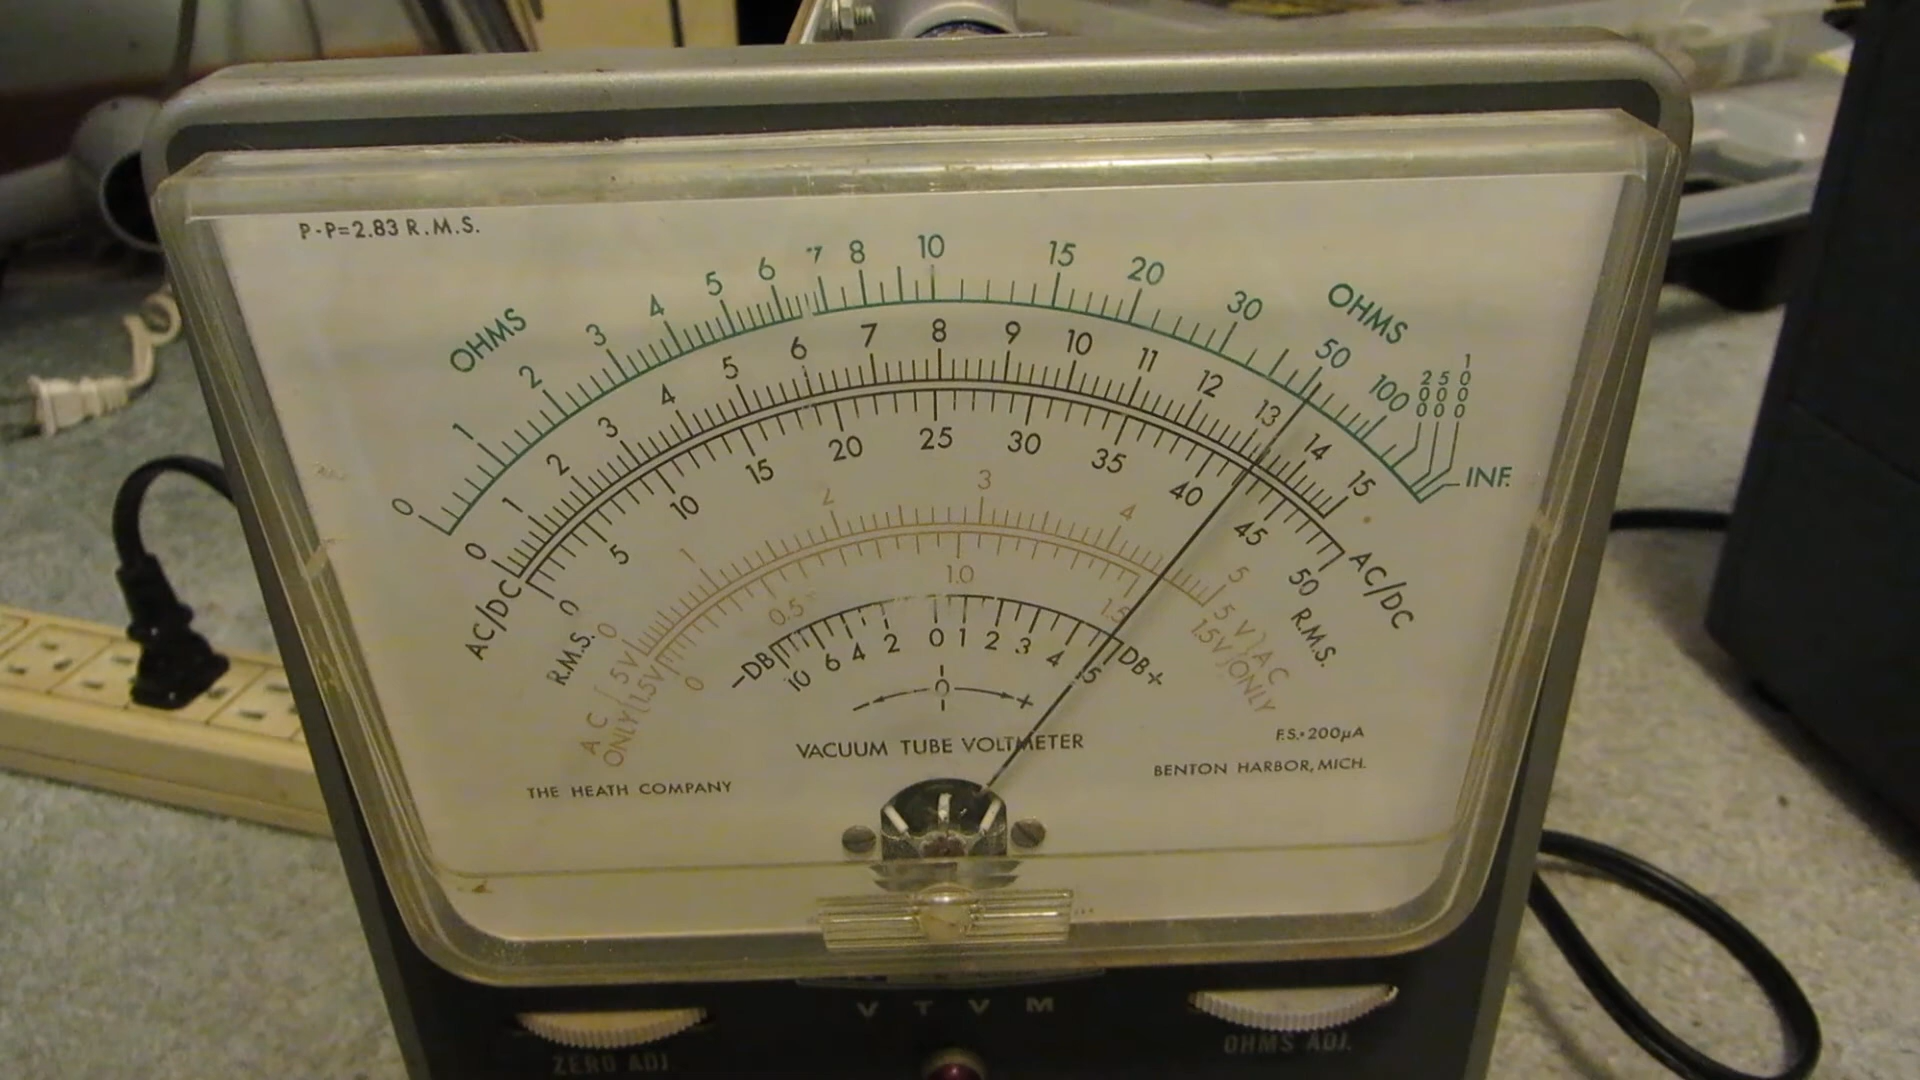 P-P=2.83 R.M.S.
OHMS 0 1 2 3 4 5 6 7 8 10 15 20 30 50 100 200 500 1000 INF. OHMS
AC/DC 0 1 2 3 4 5 6 7 8 9 10 11 12 13 14 15 AC/DC
R.M.S. 0 5 10 15 20 25 30 35 40 45 50 R.M.S.
0 1 2 3 4 5
AC ONLY { 5V 1.5V
5V 1.5V } AC ONLY
0 0.5 1.0 1.5
-DB 10 6 4 2 0 1 2 3 4 5 DB+
- 0 +
VACUUM TUBE VOLTMETER
F.S.=200μA
THE HEATH COMPANY
BENTON HARBOR, MICH.
VTVM
ZERO ADJ.
OHMS ADJ.